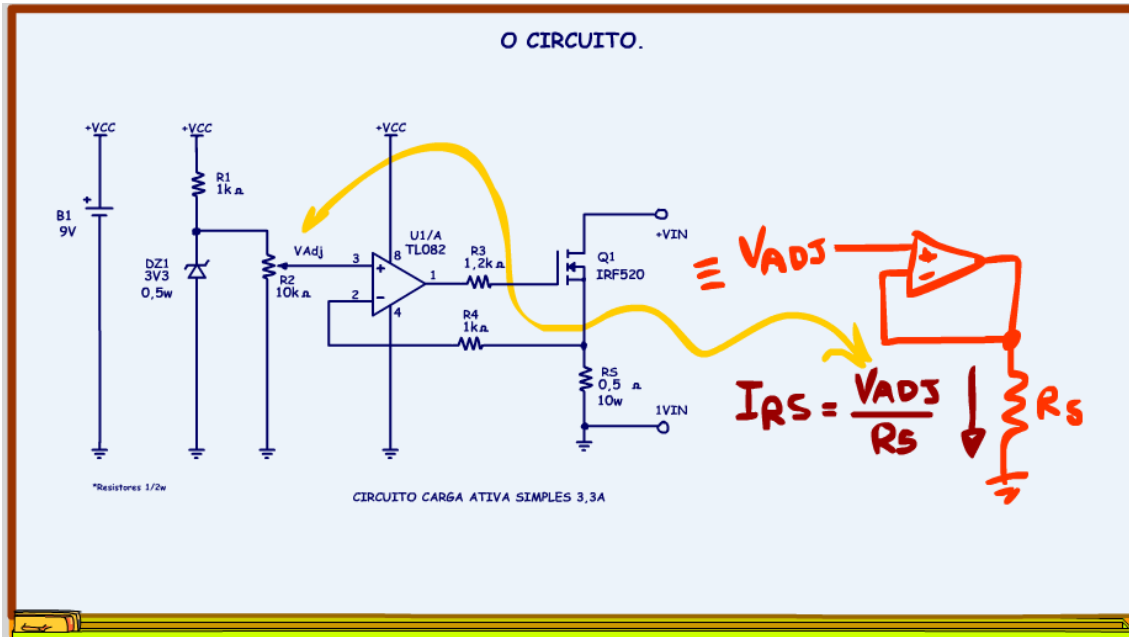 O CIRCUITO.
+VCC
+VCC
+VCC
R1
1kΩ
B1
9V
+
DZ1
3V3
0,5w
VAdj
R2
10kΩ
U1/A
TL082
3
+
8
2
-
4
1
R3
1,2kΩ
R4
1kΩ
Q1
IRF520
+VIN
RS
0,5 Ω
10w
1VIN
≡ VADJ
+
-
IRS = VADJ
RS
RS
*Resistores 1/2w
CIRCUITO CARGA ATIVA SIMPLES 3,3A